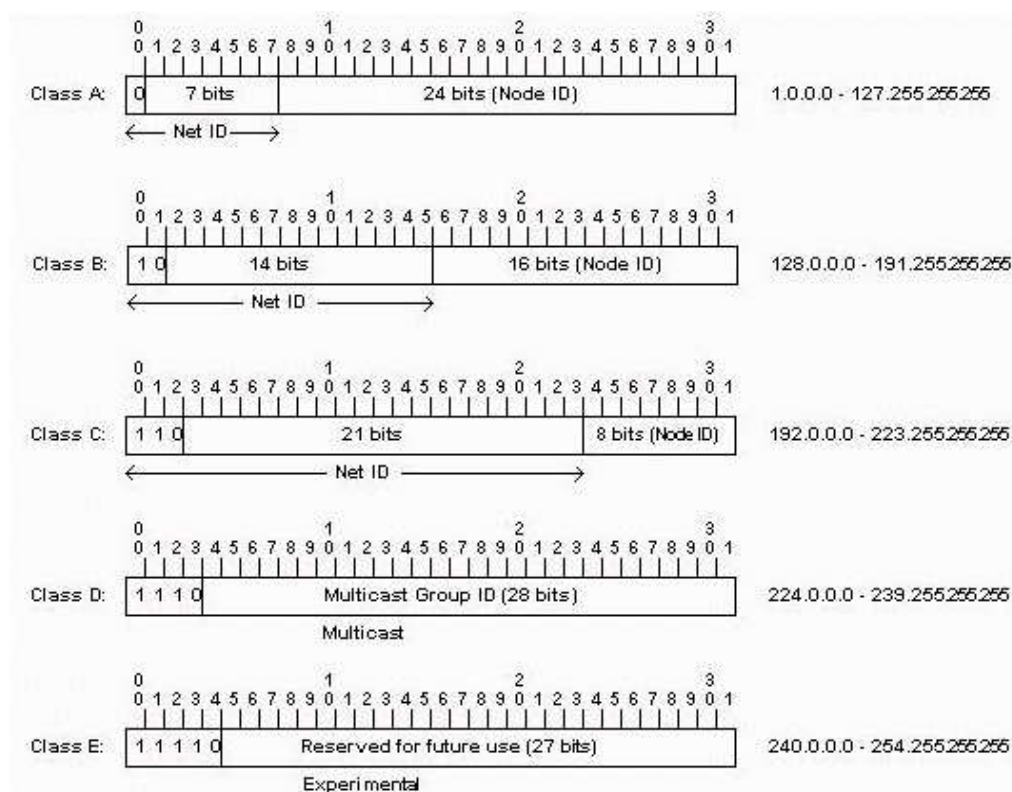 0 1 2 3
0 1 2 3 4 5 6 7 8 9 0 1 2 3 4 5 6 7 8 9 0 1 2 3 4 5 6 7 8 9 0 1
Class A: 0 7 bits 24 bits (Node ID) 1.0.0.0 - 127.255.255.255
Net ID
0 1 2 3
0 1 2 3 4 5 6 7 8 9 0 1 2 3 4 5 6 7 8 9 0 1 2 3 4 5 6 7 8 9 0 1
Class B: 1 0 14 bits 16 bits (Node ID) 128.0.0.0 - 191.255.255.255
Net ID
0 1 2 3
0 1 2 3 4 5 6 7 8 9 0 1 2 3 4 5 6 7 8 9 0 1 2 3 4 5 6 7 8 9 0 1
Class C: 1 1 0 21 bits 8 bits (Node ID) 192.0.0.0 - 223.255.255.255
Net ID
0 1 2 3
0 1 2 3 4 5 6 7 8 9 0 1 2 3 4 5 6 7 8 9 0 1 2 3 4 5 6 7 8 9 0 1
Class D: 1 1 1 0 Multicast Group ID (28 bits) 224.0.0.0 - 239.255.255.255
Multicast
0 1 2 3
0 1 2 3 4 5 6 7 8 9 0 1 2 3 4 5 6 7 8 9 0 1 2 3 4 5 6 7 8 9 0 1
Class E: 1 1 1 1 0 Reserved for future use (27 bits) 240.0.0.0 - 254.255.255.255
Experimental